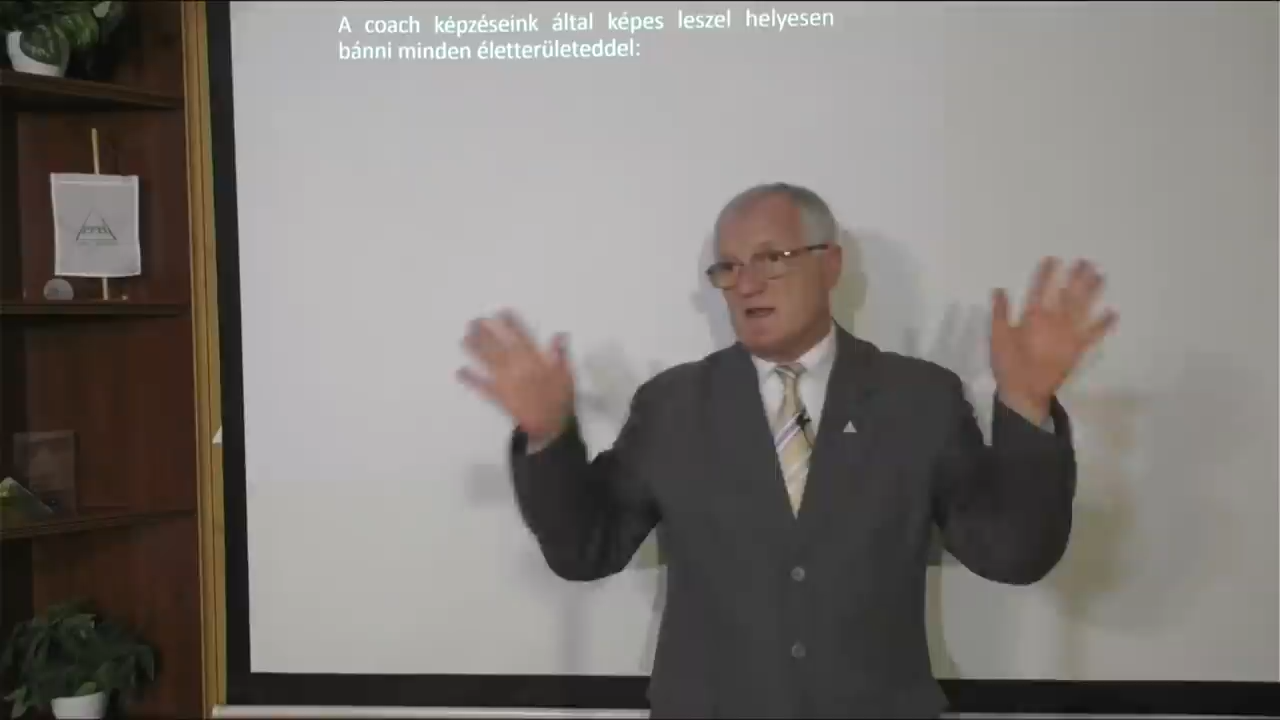 A coach képzéseink által képes leszel helyesen
bánni minden életterületeddel: